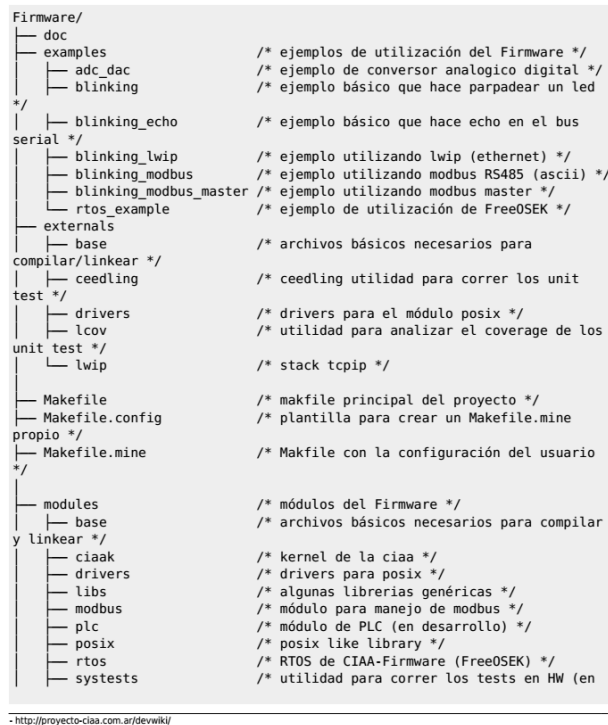 Firmware/
├── doc
├── examples /* ejemplos de utilización del Firmware */
│   ├── adc_dac /* ejemplo de conversor analogico digital */
│   ├── blinking /* ejemplo básico que hace parpadear un led
*/
│   ├── blinking_echo /* ejemplo básico que hace echo en el bus
serial */
│   ├── blinking_lwip /* ejemplo utilizando lwip (ethernet) */
│   ├── blinking_modbus /* ejemplo utilizando modbus RS485 (ascii) */
│   ├── blinking_modbus_master /* ejemplo utilizando modbus master */
│   └── rtos_example /* ejemplo de utilización de FreeOSEK */
├── externals
│   ├── base /* archivos básicos necesarios para
compilar/linkear */
│   ├── ceedling /* ceedling utilidad para correr los unit
test */
│   ├── drivers /* drivers para el módulo posix */
│   ├── lcov /* utilidad para analizar el coverage de los
unit test */
│   └── lwip /* stack tcpip */
│
├── Makefile /* makfile principal del proyecto */
├── Makefile.config /* plantilla para crear un Makefile.mine
propio */
├── Makefile.mine /* Makfile con la configuración del usuario
*/
│
├── modules /* módulos del Firmware */
│   ├── base /* archivos básicos necesarios para compilar
y linkear */
│   ├── ciaak /* kernel de la ciaa */
│   ├── drivers /* drivers para posix */
│   ├── libs /* algunas librerias genéricas */
│   ├── modbus /* módulo para manejo de modbus */
│   ├── plc /* módulo de PLC (en desarrollo) */
│   ├── posix /* posix like library */
│   ├── rtos /* RTOS de CIAA-Firmware (FreeOSEK) */
│   ├── systests /* utilidad para correr los tests en HW (en
- http://proyecto-ciaa.com.ar/devwiki/